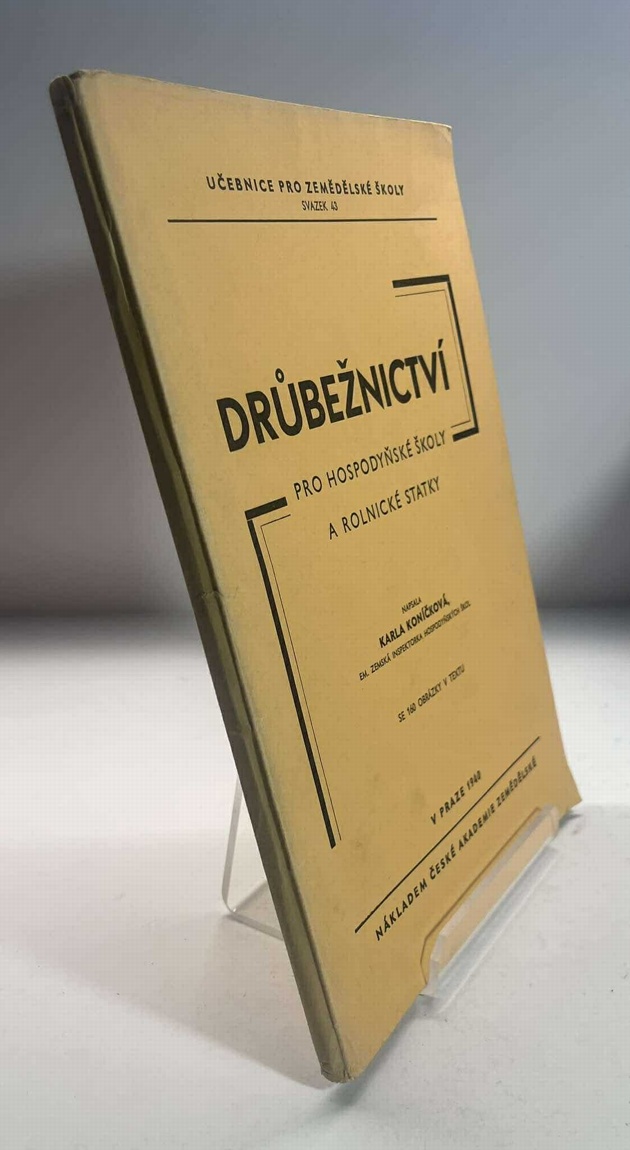 UČEBNICE PRO ZEMĚDĚLSKÉ ŠKOLY
SVAZEK 43
DRŮBEŽNICTVÍ
PRO HOSPODYŇSKÉ ŠKOLY
A ROLNICKÉ STATKY
NAPSALA
KARLA KONÍČKOVÁ,
EM. ZEMSKÁ INSPEKTORKA HOSPODYŇSKÝCH ŠKOL
SE 160 OBRÁZKY V TEXTU
V PRAZE 1940
NÁKLADEM ČESKÉ AKADEMIE ZEMĚDĚLSKÉ